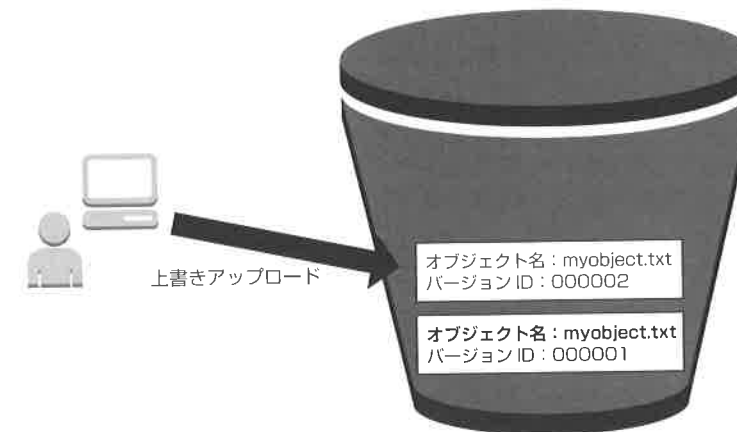 上書きアップロード
オブジェクト名：myobject.txt
バージョン ID：000002
オブジェクト名：myobject.txt
バージョン ID：000001